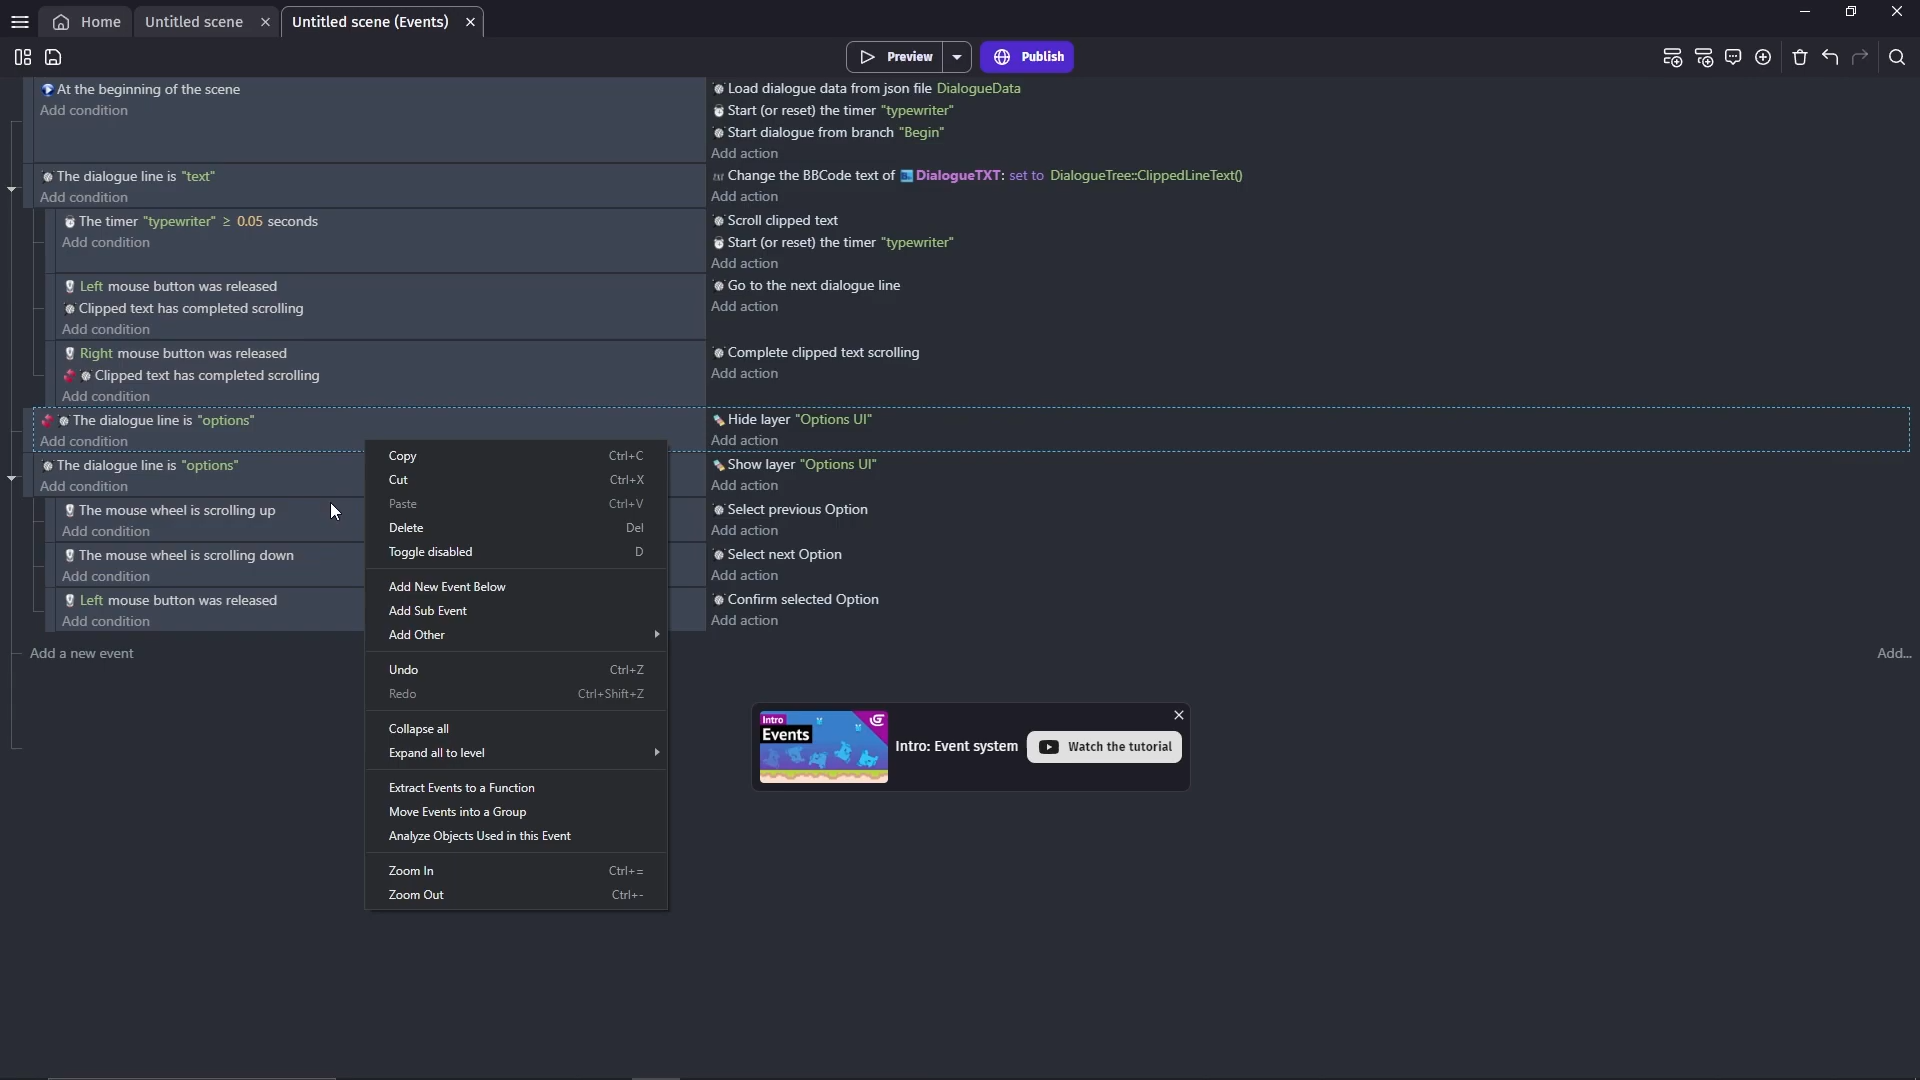 Home
Untitled scene
Untitled scene (Events)
Preview
Publish
At the beginning of the scene
Add condition
Load dialogue data from json file DialogueData
Start (or reset) the timer "typewriter"
Start dialogue from branch "Begin"
Add action
The dialogue line is "text"
Add condition
Change the BBCode text of DialogueTXT: set to DialogueTree::ClippedLineText()
Add action
The timer "typewriter" ≥ 0.05 seconds
Add condition
Scroll clipped text
Start (or reset) the timer "typewriter"
Add action
Left mouse button was released
Clipped text has completed scrolling
Add condition
Go to the next dialogue line
Add action
Right mouse button was released
Clipped text has completed scrolling
Add condition
Complete clipped text scrolling
Add action
The dialogue line is "options"
Add condition
Hide layer "Options UI"
Add action
The dialogue line is "options"
Add condition
Show layer "Options UI"
Add action
The mouse wheel is scrolling up
Add condition
Select previous Option
Add action
The mouse wheel is scrolling down
Add condition
Select next Option
Add action
Left mouse button was released
Add condition
Confirm selected Option
Add action
Add a new event
Add...
Copy Ctrl+C
Cut Ctrl+X
Paste Ctrl+V
Delete Del
Toggle disabled D
Add New Event Below
Add Sub Event
Add Other
Undo Ctrl+Z
Redo Ctrl+Shift+Z
Collapse all
Expand all to level
Extract Events to a Function
Move Events into a Group
Analyze Objects Used in this Event
Zoom In Ctrl+=
Zoom Out Ctrl+-
Intro
Events
Intro: Event system
Watch the tutorial